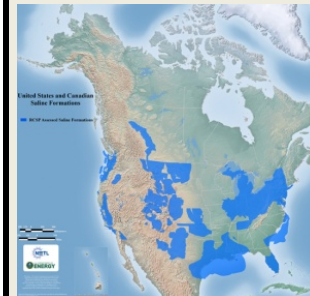 United States and Canadian
Saline Formations
RCSP Assessed Saline Formations
NETL
ENERGY